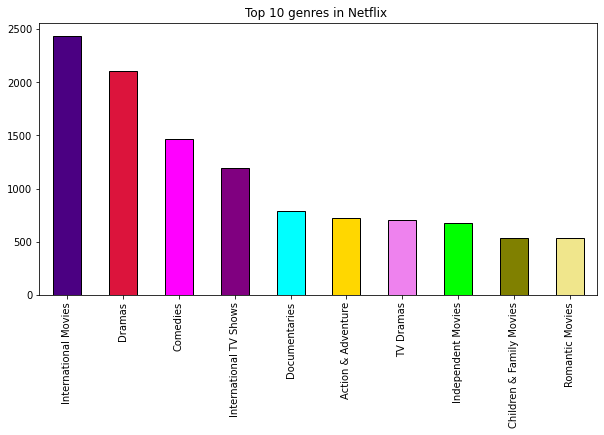 Top 10 genres in Netflix
2500
2000
1500
1000
500
0
International Movies
Dramas
Comedies
International TV Shows
Documentaries
Action & Adventure
TV Dramas
Independent Movies
Children & Family Movies
Romantic Movies